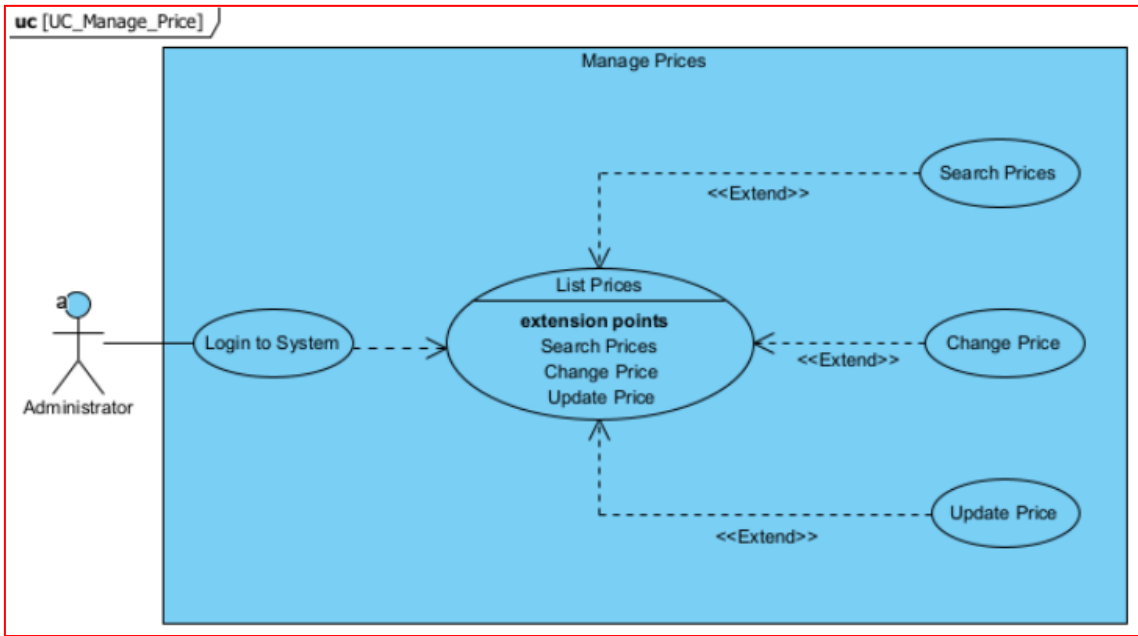 uc [UC_Manage_Price]
Manage Prices
Search Prices
<<Extend>>
List Prices
extension points
Search Prices
Change Price
Update Price
a
Administrator
Login to System
Change Price
<<Extend>>
Update Price
<<Extend>>